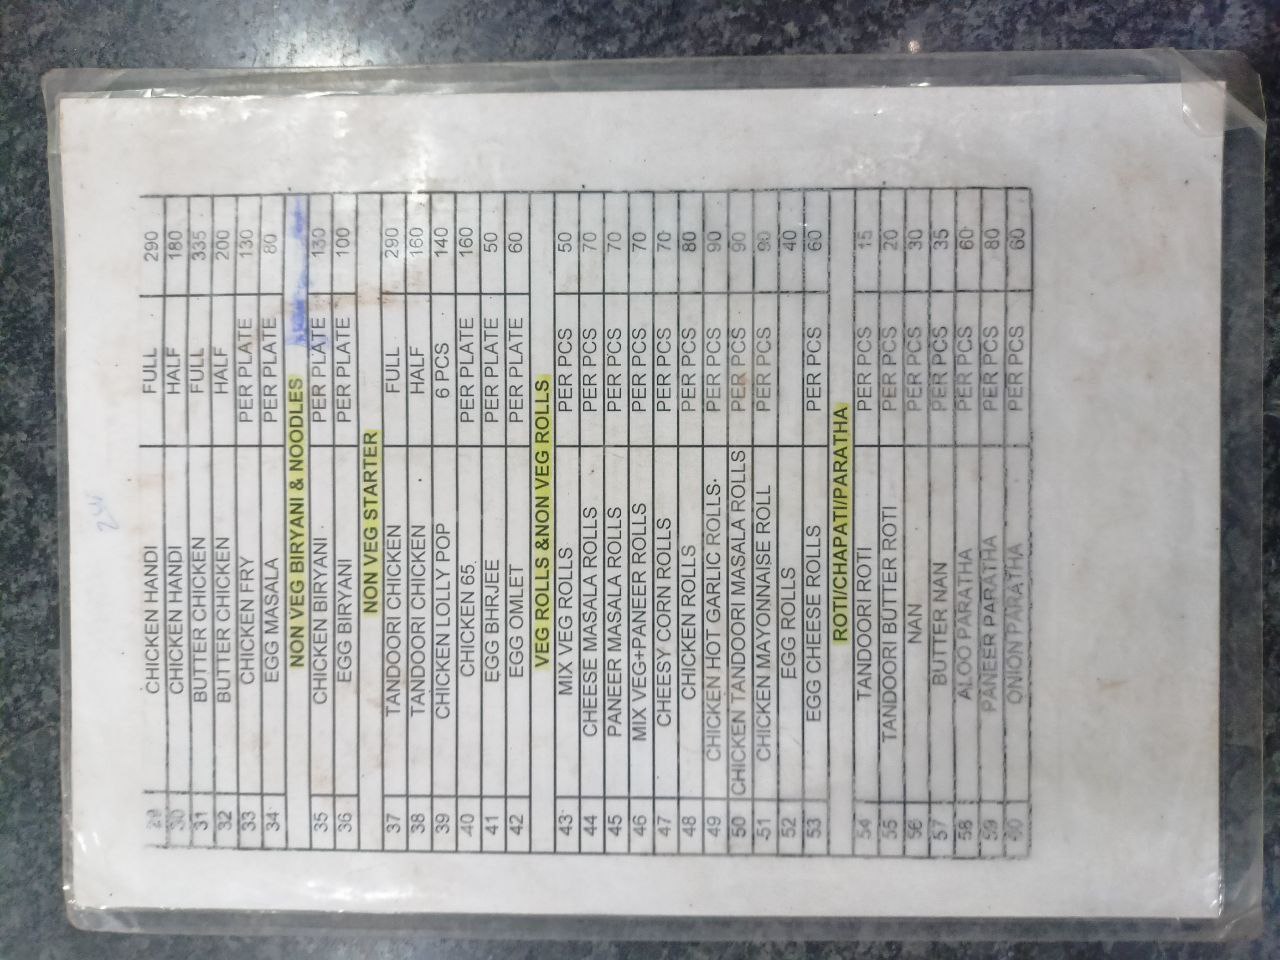 29 CHICKEN HANDI FULL 290
30 CHICKEN HANDI HALF 180
31 BUTTER CHICKEN FULL 335
32 BUTTER CHICKEN HALF 200
33 CHICKEN FRY PER PLATE 130
34 EGG MASALA PER PLATE 80
NON VEG BIRYANI & NOODLES
35 CHICKEN BIRYANI PER PLATE 130
36 EGG BIRYANI PER PLATE 100
NON VEG STARTER
37 TANDOORI CHICKEN FULL 290
38 TANDOORI CHICKEN HALF 160
39 CHICKEN LOLLY POP 6 PCS 140
40 CHICKEN 65 PER PLATE 160
41 EGG BHRJEE PER PLATE 50
42 EGG OMLET PER PLATE 60
VEG ROLLS &NON VEG ROLLS
43 MIX VEG ROLLS PER PCS 50
44 CHEESE MASALA ROLLS PER PCS 70
45 PANEER MASALA ROLLS PER PCS 70
46 MIX VEG+PANEER ROLLS PER PCS 70
47 CHEESY CORN ROLLS PER PCS 70
48 CHICKEN ROLLS PER PCS 80
49 CHICKEN HOT GARLIC ROLLS PER PCS 90
50 CHICKEN TANDOORI MASALA ROLLS PER PCS 90
51 CHICKEN MAYONNAISE ROLL PER PCS 90
52 EGG ROLLS 40
53 EGG CHEESE ROLLS PER PCS 60
ROTI/CHAPATI/PARATHA
54 TANDOORI ROTI PER PCS 15
55 TANDOORI BUTTER ROTI PER PCS 20
56 NAN PER PCS 30
57 BUTTER NAN PER PCS 35
58 ALOO PARATHA PER PCS 60
59 PANEER PARATHA PER PCS 80
60 ONION PARATHA PER PCS 60